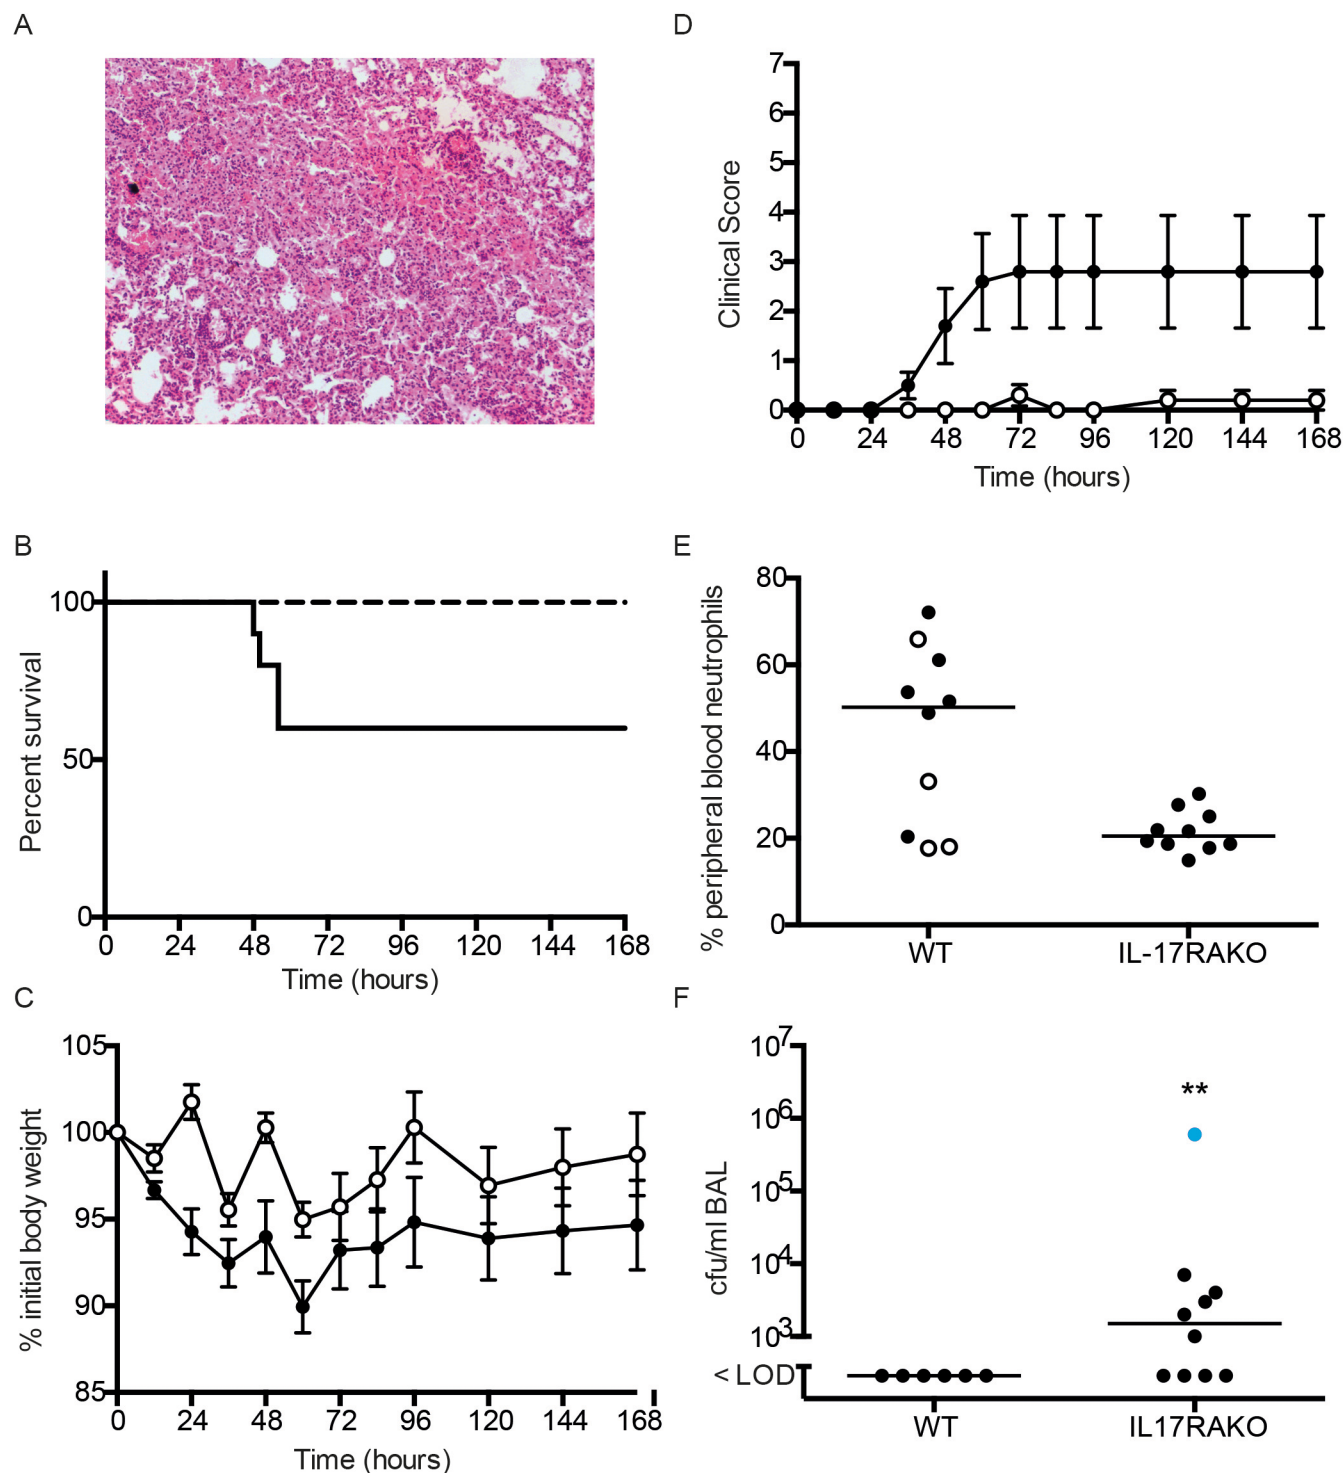 A
B
100
50
0
Percent survival
0 24 48 72 96 120 144 168
Time (hours)
C
105
100
95
90
85
% initial body weight
0 24 48 72 96 120 144 168
Time (hours)
D
7
6
5
4
3
2
1
0
Clinical Score
0 24 48 72 96 120 144 168
Time (hours)
E
80
60
40
20
0
% peripheral blood neutrophils
WT IL-17RAKO
F
10^7
10^6
10^5
10^4
10^3
< LOD
cfu/ml BAL
**
WT IL17RAKO